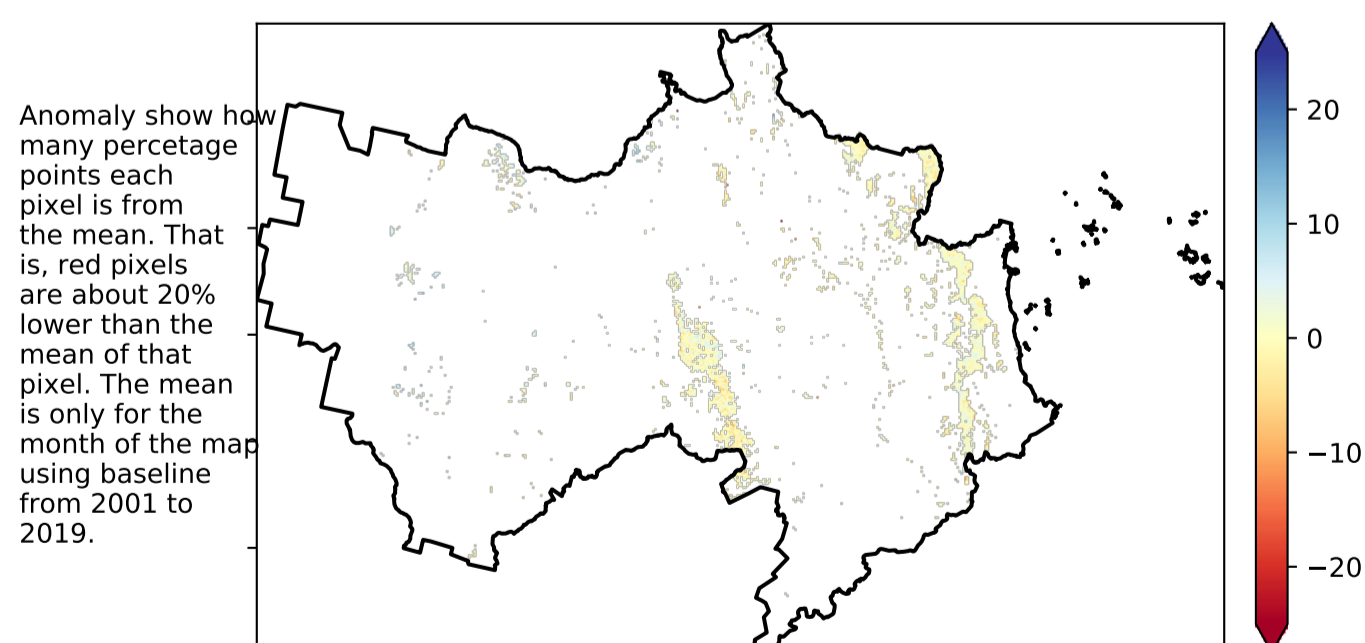 Anomaly show how
many percetage
points each
pixel is from
the mean. That
is, red pixels
are about 20%
lower than the
mean of that
pixel. The mean
is only for the
month of the map
using baseline
from 2001 to
2019.
20
10
0
−10
−20